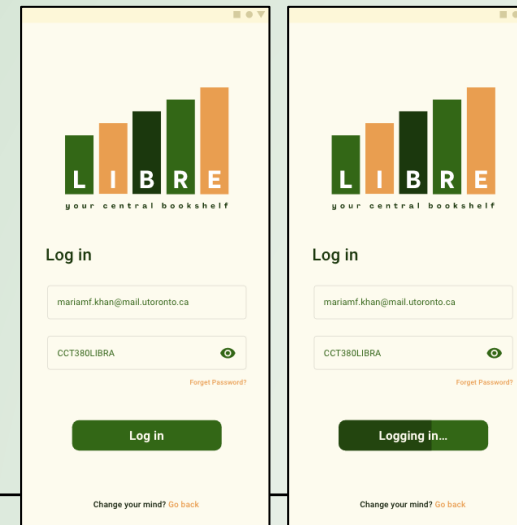 LIBRE
your central bookshelf
Log in
mariamf.khan@mail.utoronto.ca
CCT380LIBRA
Forget Password?
Log in
Change your mind? Go back
LIBRE
your central bookshelf
Log in
mariamf.khan@mail.utoronto.ca
CCT380LIBRA
Forget Password?
Logging in...
Change your mind? Go back